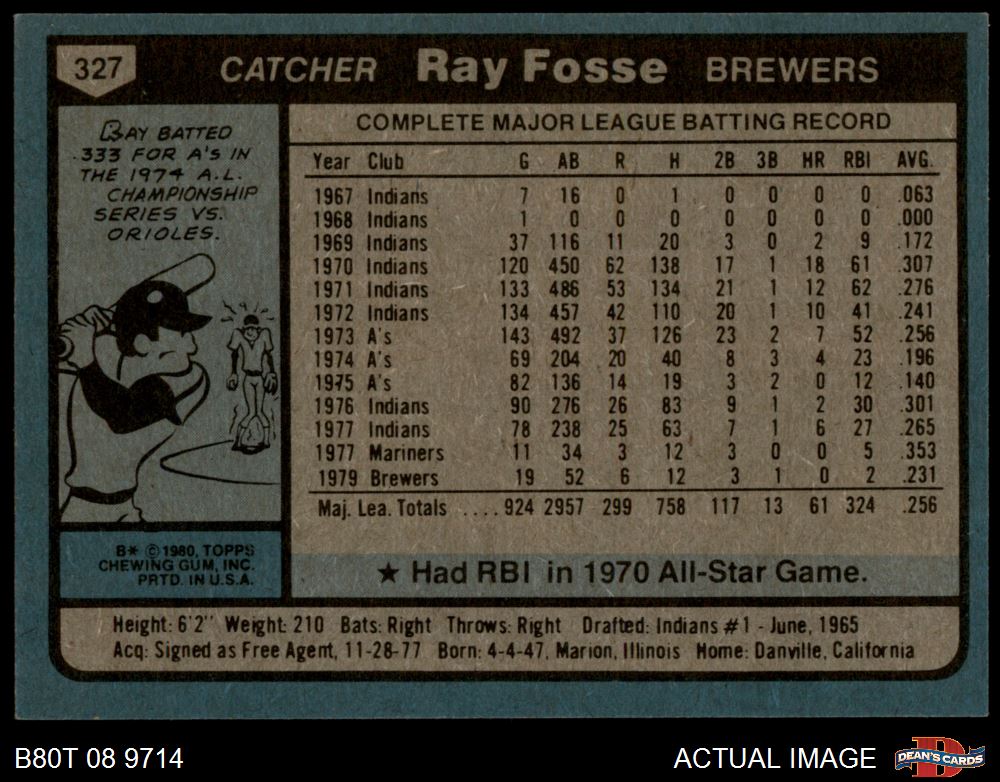 327 CATCHER Ray Fosse BREWERS
RAY BATTED
.333 FOR A'S IN
THE 1974 A.L.
CHAMPIONSHIP
SERIES VS.
ORIOLES.
COMPLETE MAJOR LEAGUE BATTING RECORD
Year Club G AB R H 2B 3B HR RBI AVG.
1967 Indians 7 16 0 1 0 0 0 0 .063
1968 Indians 1 0 0 0 0 0 0 0 .000
1969 Indians 37 116 11 20 3 0 2 9 .172
1970 Indians 120 450 62 138 17 1 18 61 .307
1971 Indians 133 486 53 134 21 1 12 62 .276
1972 Indians 134 457 42 110 20 1 10 41 .241
1973 A's 143 492 37 126 23 2 7 52 .256
1974 A's 69 204 20 40 8 3 4 23 .196
1975 A's 82 136 14 19 3 2 0 12 .140
1976 Indians 90 276 26 83 9 1 2 30 .301
1977 Indians 78 238 25 63 7 1 6 27 .265
1977 Mariners 11 34 3 12 3 0 0 5 .353
1979 Brewers 19 52 6 12 3 1 0 2 .231
Maj. Lea. Totals ....924 2957 299 758 117 13 61 324 .256
B* ©1980, TOPPS
CHEWING GUM, INC.
PRTD. IN U.S.A.
★ Had RBI in 1970 All-Star Game.
Height: 6'2" Weight: 210 Bats: Right Throws: Right Drafted: Indians #1 - June, 1965
Acq: Signed as Free Agent, 11-28-77 Born: 4-4-47, Marion, Illinois Home: Danville, California
B80T 08 9714 ACTUAL IMAGE D DEAN'S CARDS